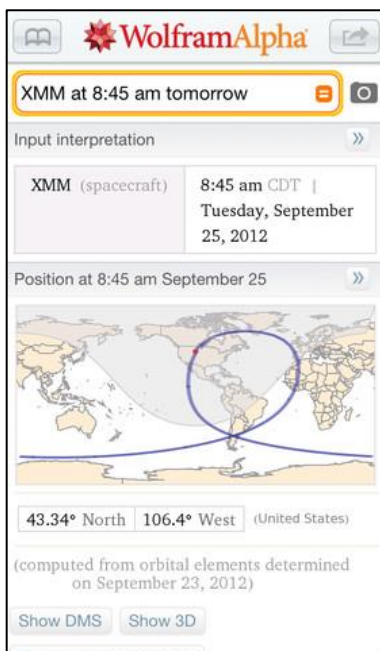 WolframAlpha
XMM at 8:45 am tomorrow
Input interpretation
XMM (spacecraft)
8:45 am CDT |
Tuesday, September
25, 2012
Position at 8:45 am September 25
43.34° North 106.4° West (United States)
(computed from orbital elements determined
on September 23, 2012)
Show DMS Show 3D